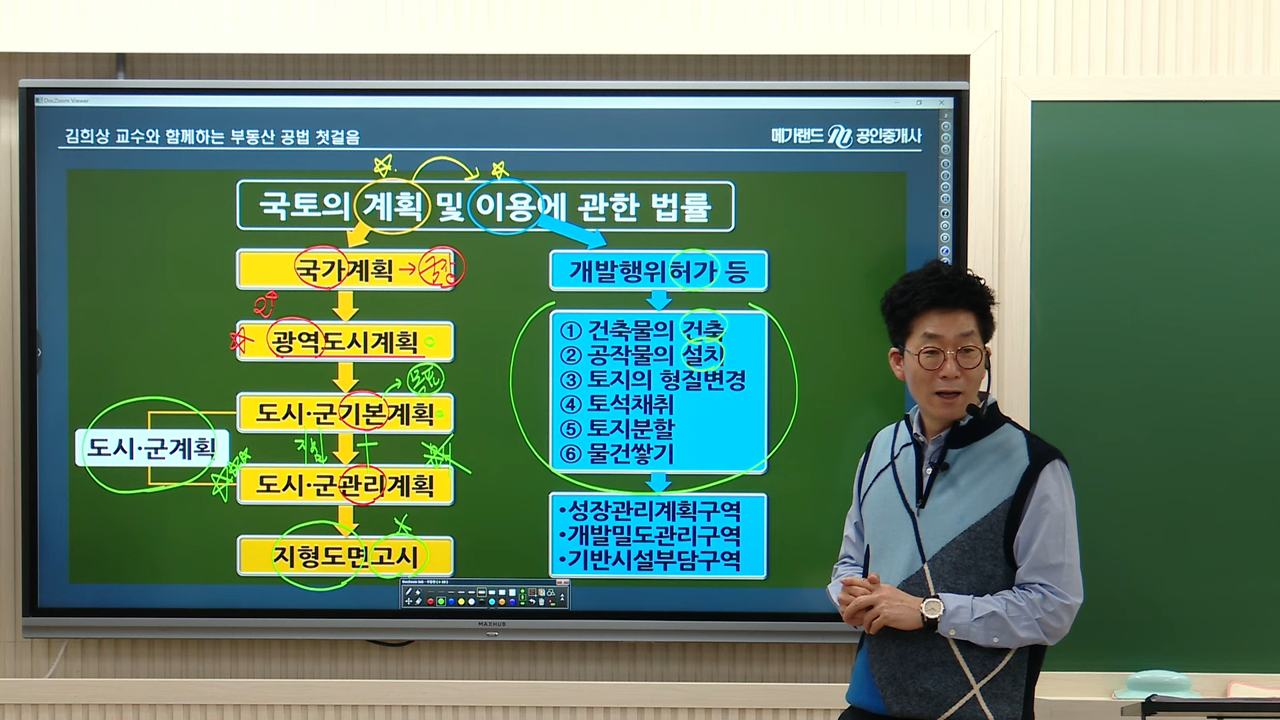 DocZoom Viewer
김희상 교수와 함께하는 부동산 공법 첫걸음
메가랜드 공인중개사
국토의 계획 및 이용에 관한 법률
국가계획 → 국장
광역도시계획
도시·군기본계획
도시·군계획
도시·군관리계획
지형도면고시
개발행위허가 등
① 건축물의 건축
② 공작물의 설치
③ 토지의 형질변경
④ 토석채취
⑤ 토지분할
⑥ 물건쌓기
·성장관리계획구역
·개발밀도관리구역
·기반시설부담구역
MAXHUB